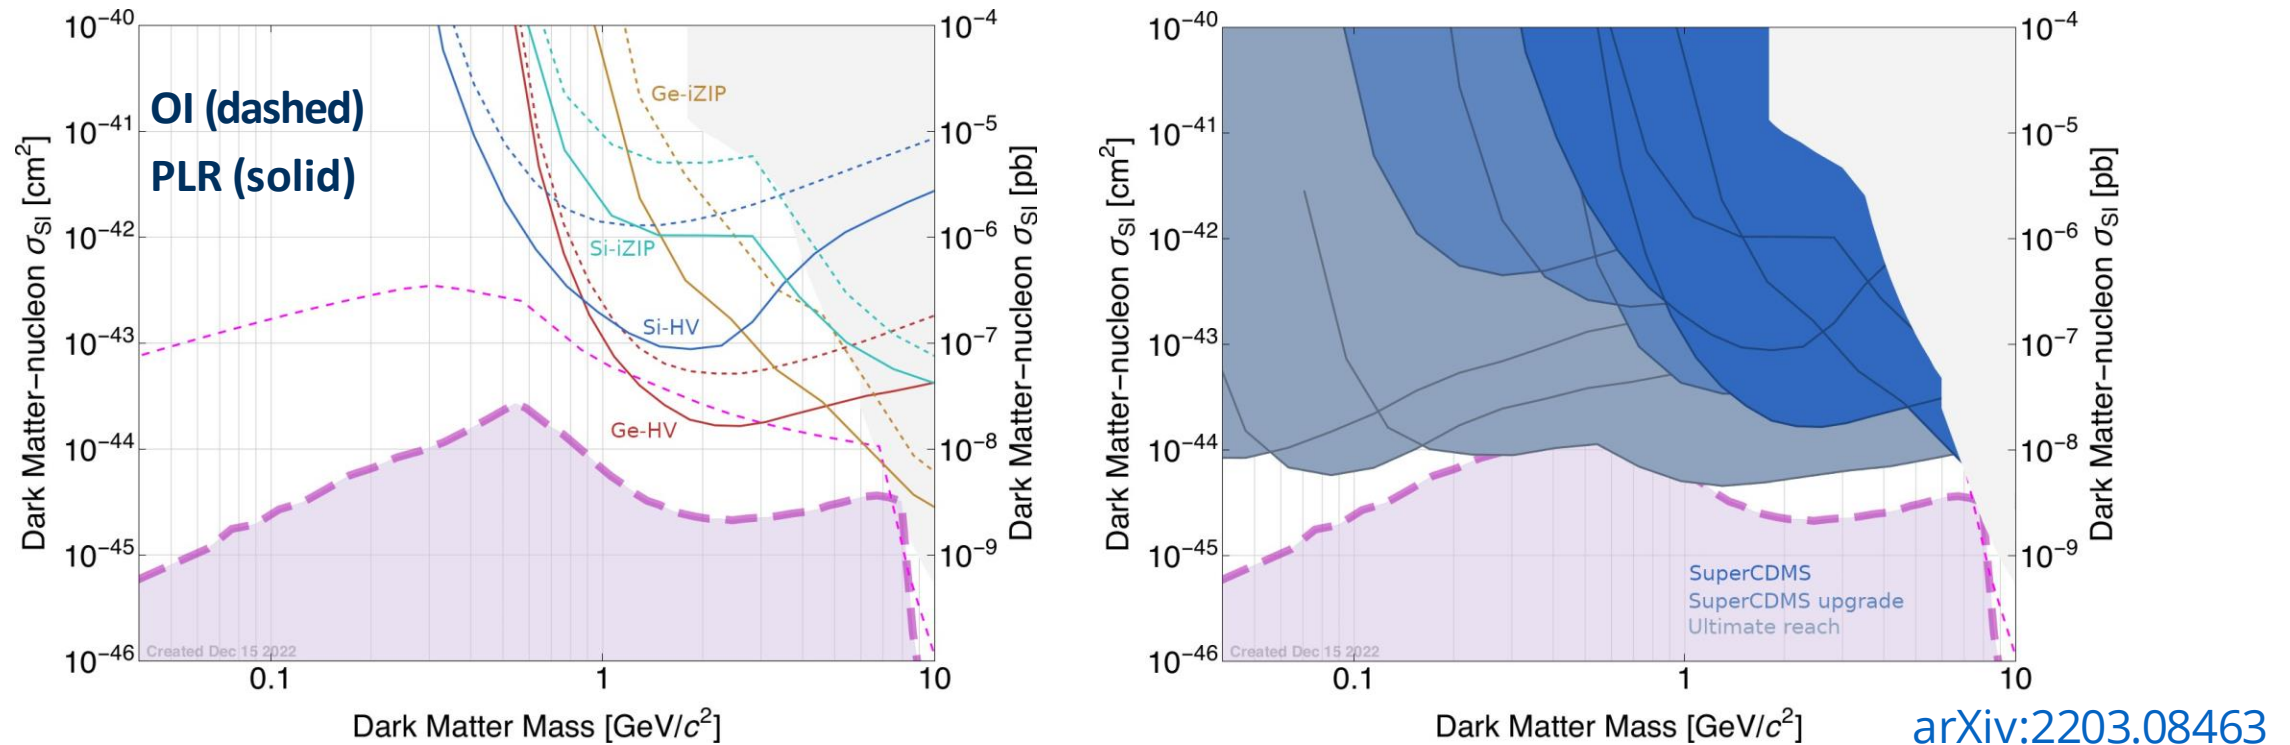 10−40
10−41
10−42
10−43
10−44
10−45
10−46
Dark Matter–nucleon σSI [cm2]
OI (dashed)
PLR (solid)
Ge-iZIP
Si-iZIP
Si-HV
Ge-HV
Created Dec 15 2022
0.1
1
10
Dark Matter Mass [GeV/c2]
10−4
10−5
10−6
10−7
10−8
10−9
Dark Matter–nucleon σSI [pb]
10−40
10−41
10−42
10−43
10−44
10−45
10−46
Dark Matter–nucleon σSI [cm2]
SuperCDMS
SuperCDMS upgrade
Ultimate reach
Created Dec 15 2022
0.1
1
10
Dark Matter Mass [GeV/c2]
10−4
10−5
10−6
10−7
10−8
10−9
Dark Matter–nucleon σSI [pb]
arXiv:2203.08463